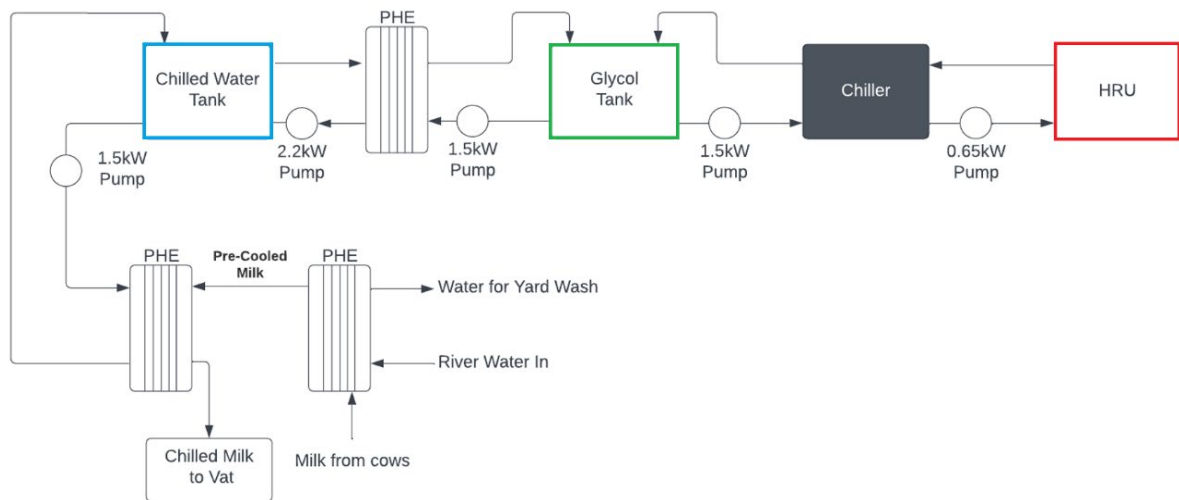 PHE
Chilled Water
Tank
Glycol
Tank
Chiller
HRU
1.5kW
Pump
2.2kW
Pump
1.5kW
Pump
1.5kW
Pump
0.65kW
Pump
PHE
Pre-Cooled
Milk
PHE
Water for Yard Wash
River Water In
Chilled Milk
to Vat
Milk from cows